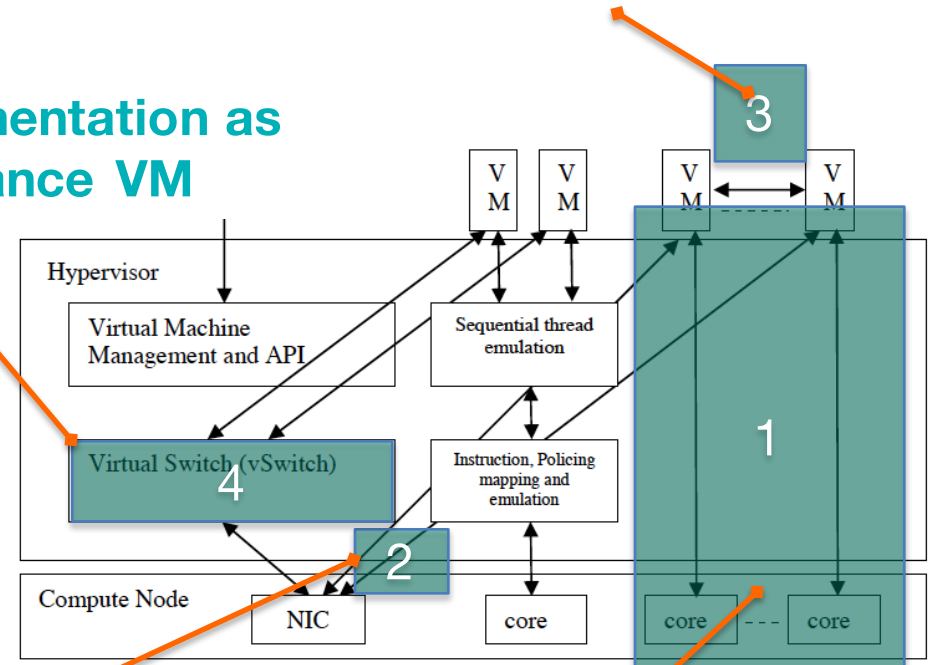 mentation as
ance VM
3
V
M
V
M
V
M
V
M
Hypervisor
Virtual Machine
Management and API
Sequential thread
emulation
Virtual Switch (vSwitch)
4
Instruction, Policing
mapping and
emulation
1
2
Compute Node
NIC
core
core
core